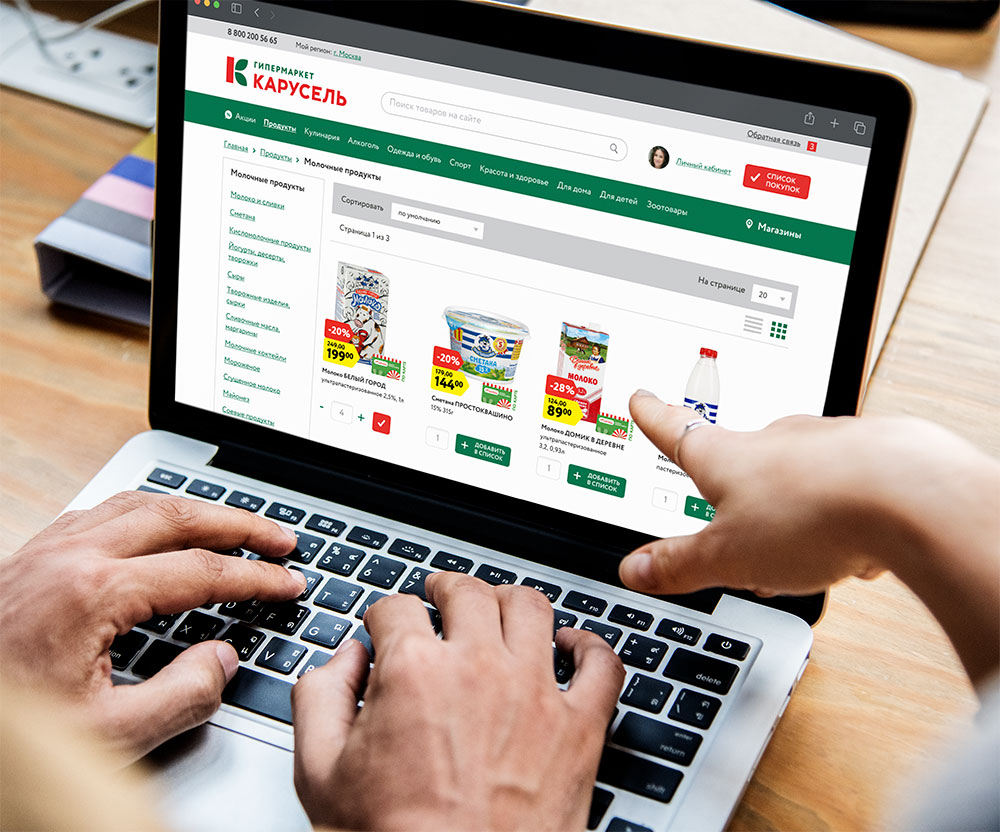 8 800 200 56 65
Мой регион: г. Москва
ГИПЕРМАРКЕТ
КАРУСЕЛЬ
Поиск товаров на сайте
Обратная связь 3
Личный кабинет
СПИСОК
ПОКУПОК
Акции Продукты Кулинария Алкоголь Одежда и обувь Спорт Красота и здоровье Для дома Для детей Зоотовары
Магазины
Главная > Продукты > Молочные продукты
Молочные продукты
Молоко и сливки
Сметана
Кисломолочные продукты
Йогурты, десерты,
творожки
Сыры
Творожные изделия,
сырки
Сливочные масла,
маргарины
Молочные коктейли
Мороженое
Сгущенное молоко
Майонез
Соевые продукты
Сортировать по умолчанию
Страница 1 из 3
На странице 20
Молоко
-20%
249,00
199 00
Молоко БЕЛЫЙ ГОРОД
ультрапастеризованное 2,5%, 1л
- 4 +
СМЕТАНА
15%
-20%
179,00
144 00
Сметана ПРОСТОКВАШИНО
15% 315г
1
+ ДОБАВИТЬ
В СПИСОК
МОЛОКО
-28%
124,00
89 00
Молоко ДОМИК В ДЕРЕВНЕ
ультрапастеризованное
3,2, 0,93л
1
+ ДОБАВИТЬ
В СПИСОК
1
esc
delete
enter
return